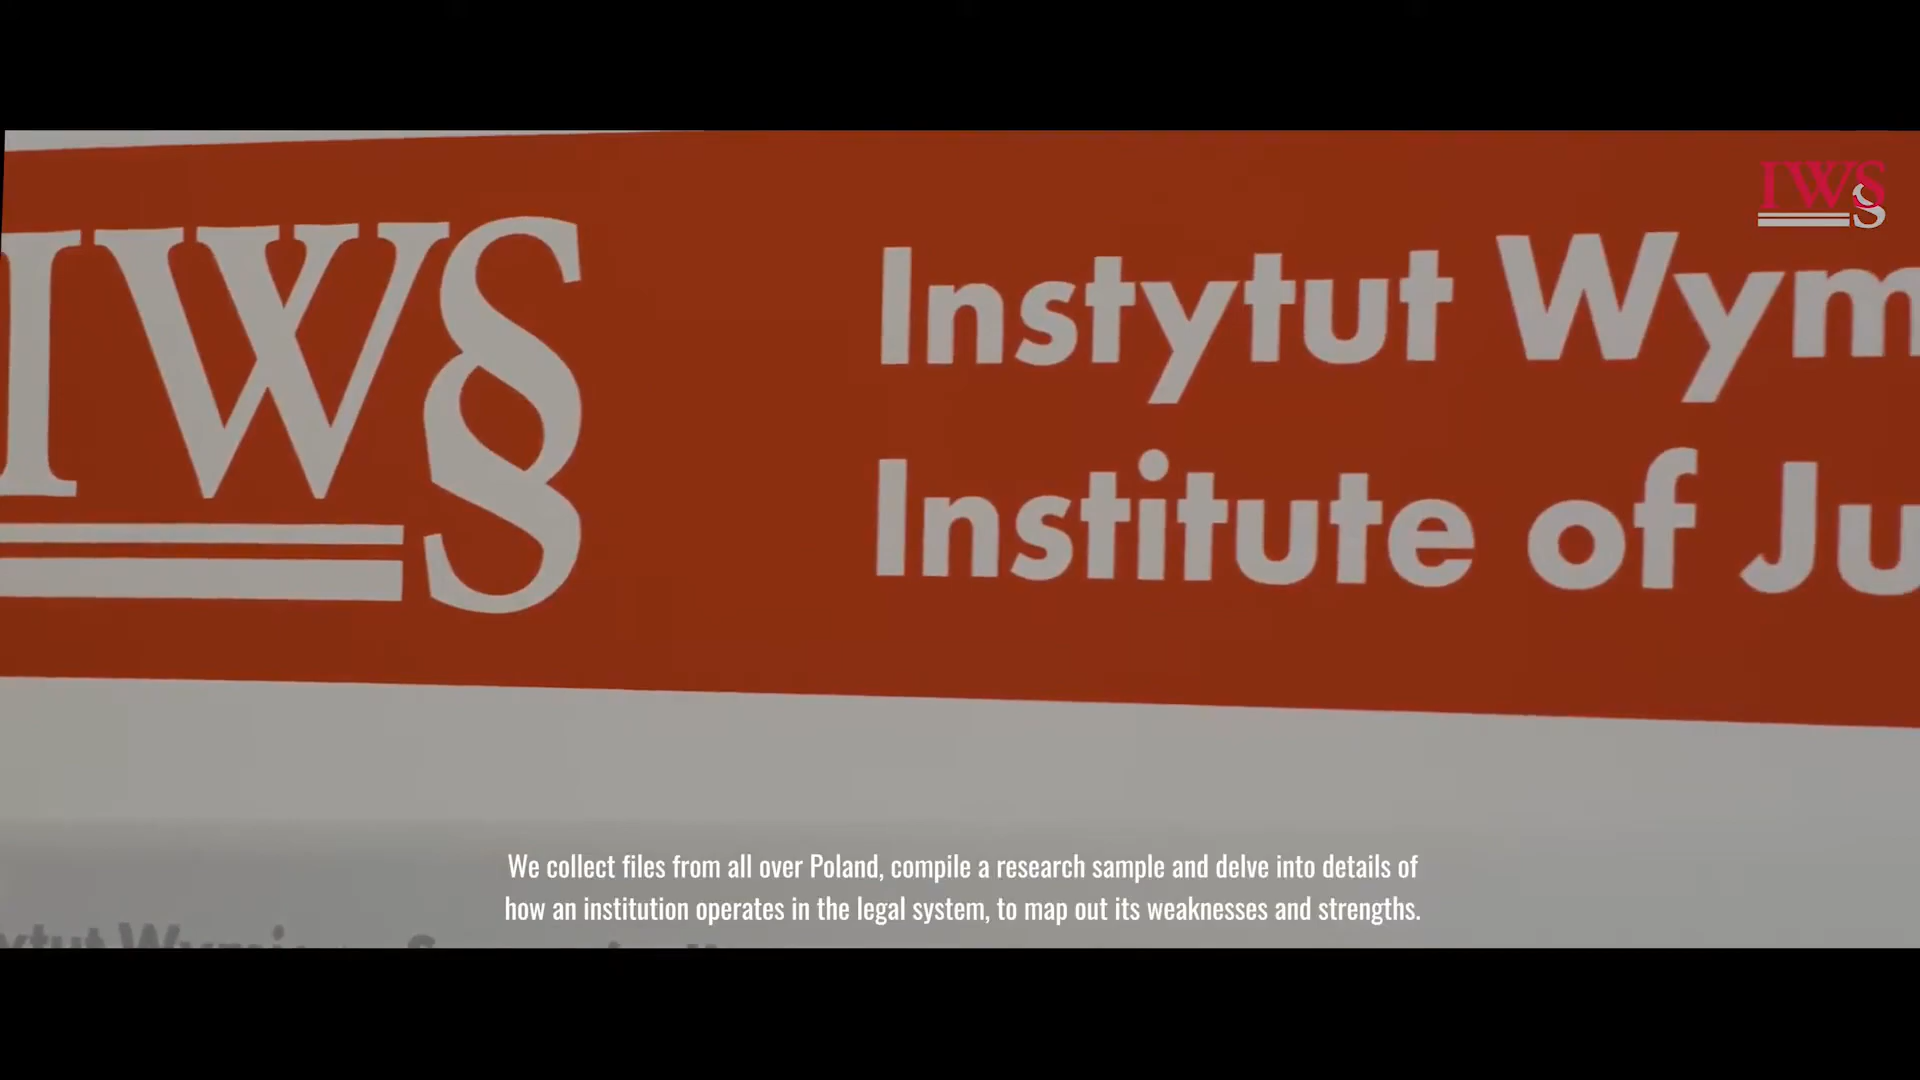 IWS
IW§
Instytut Wym
Institute of Ju
We collect files from all over Poland, compile a research sample and delve into details of
how an institution operates in the legal system, to map out its weaknesses and strengths.